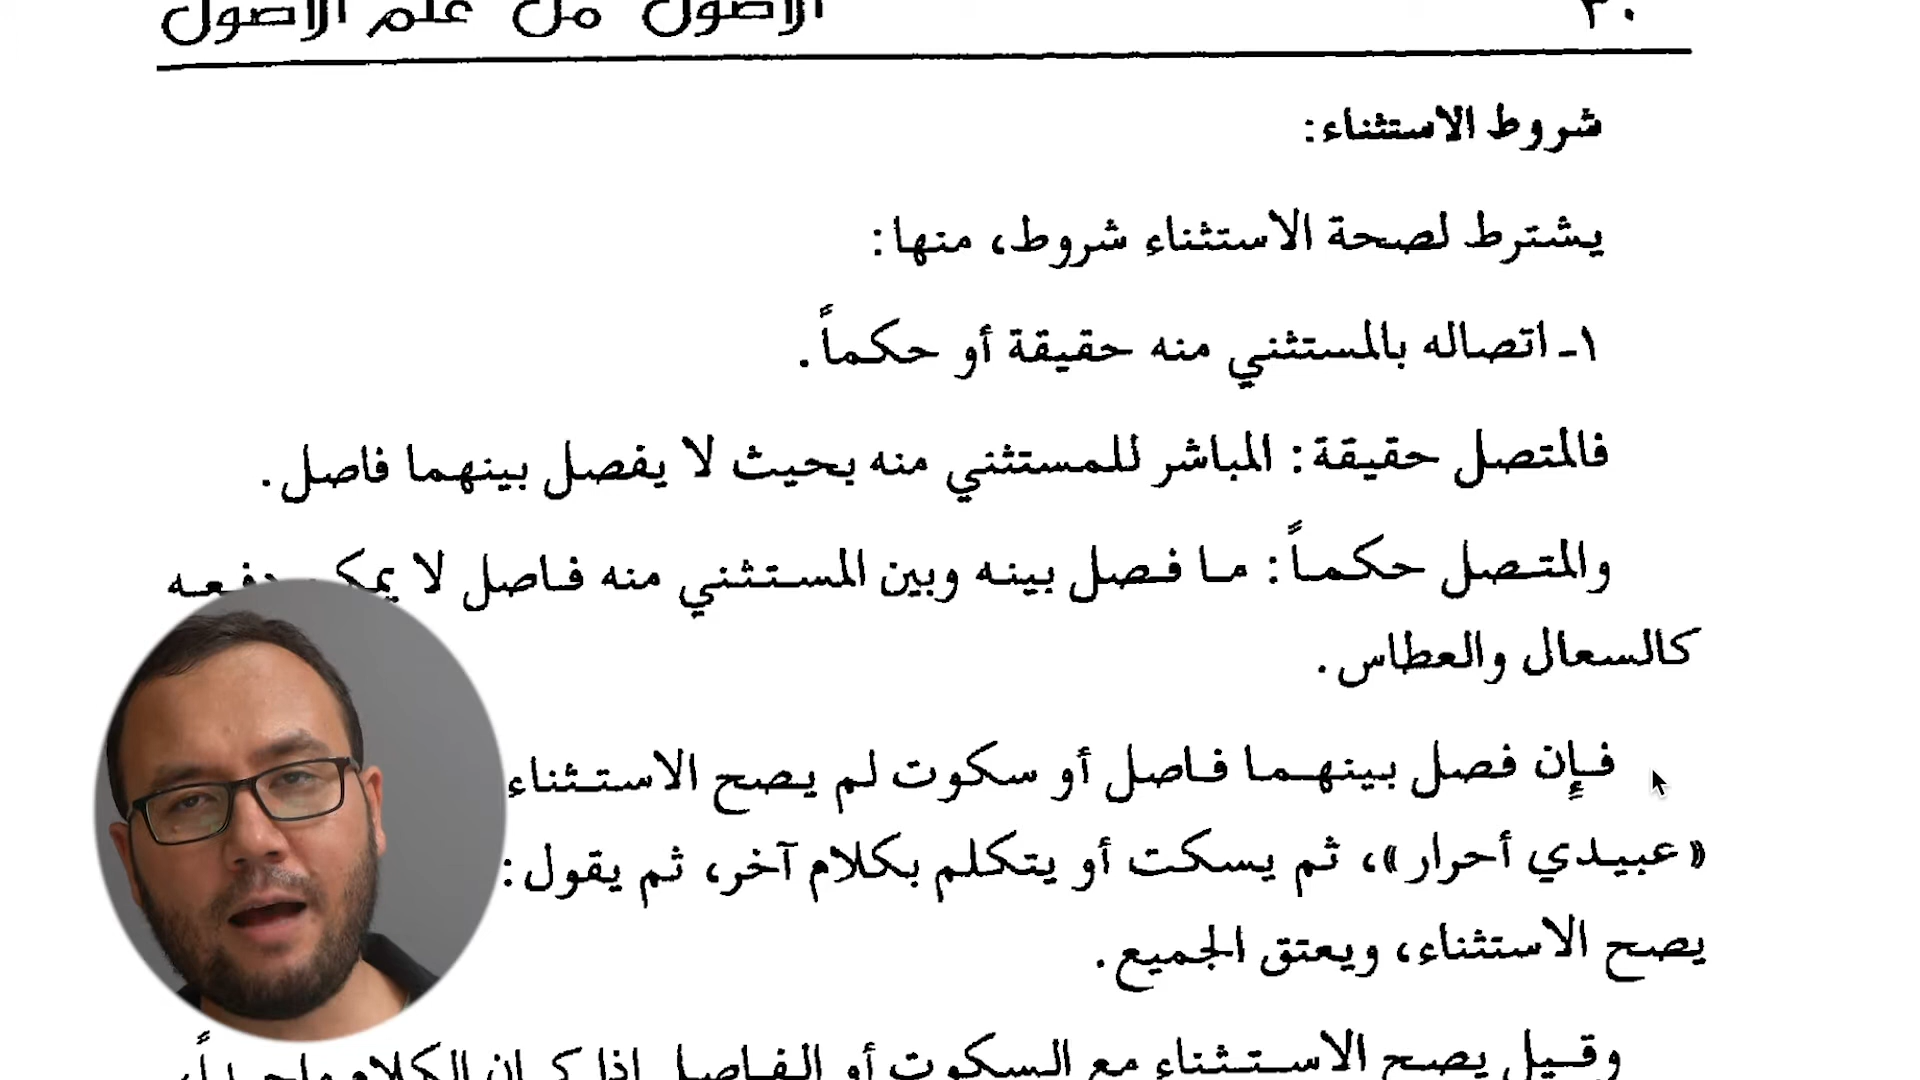 ٣٠
الأصول من علم الأصول
شروط الاستثناء:
يشترط لصحة الاستثناء شروط، منها:
١ـ اتصاله بالمستثني منه حقيقة أو حكماً.
فالمتصل حقيقة: المباشر للمستثني منه بحيث لا يفصل بينهما فاصل.
والمتصل حكماً: ما فصل بينه وبين المستثني منه فاصل لا يمكن دفعه
كالسعال والعطاس.
فإن فصل بينهما فاصل أو سكوت لم يصح الاستثناء
«عبيدي أحرار»، ثم يسكت أو يتكلم بكلام آخر، ثم يقول:
يصح الاستثناء، ويعتق الجميع.
وقيل يصح الاستثناء مع السكوت أو الفاصل إذا كان الكلام واحداً،